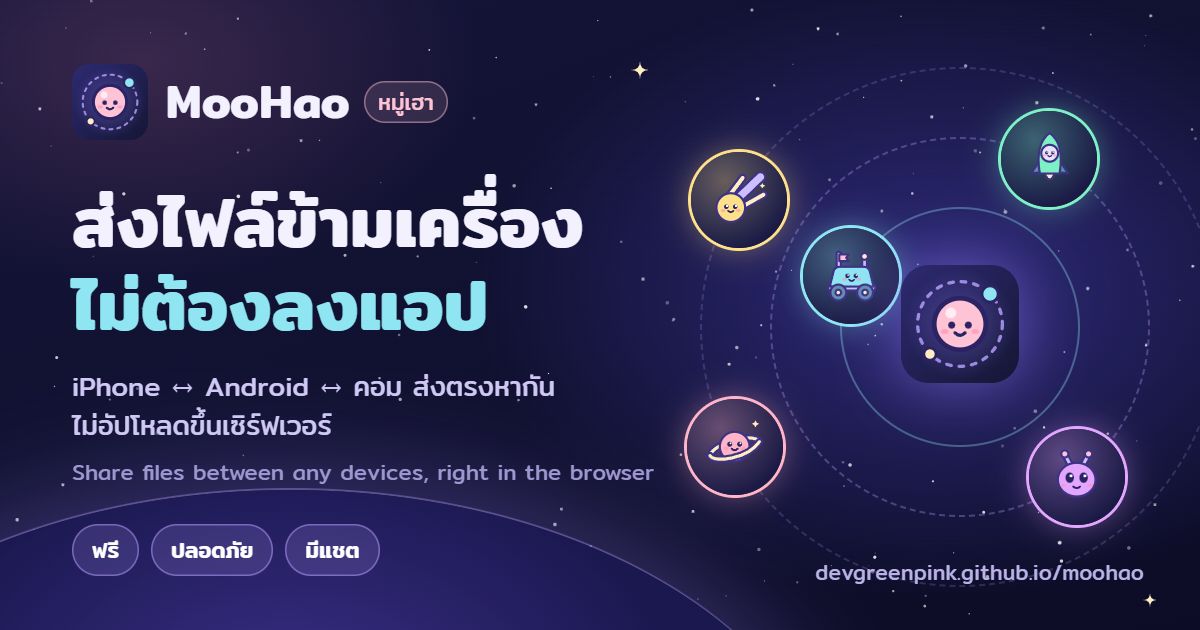 MooHao หมู่เฮา
ส่งไฟล์ข้ามเครื่อง
ไม่ต้องลงแอป
iPhone ↔ Android ↔ คอม ส่งตรงหากัน
ไม่อัปโหลดขึ้นเซิร์ฟเวอร์
Share files between any devices, right in the browser
ฟรี ปลอดภัย มีแชต
devgreenpink.github.io/moohao